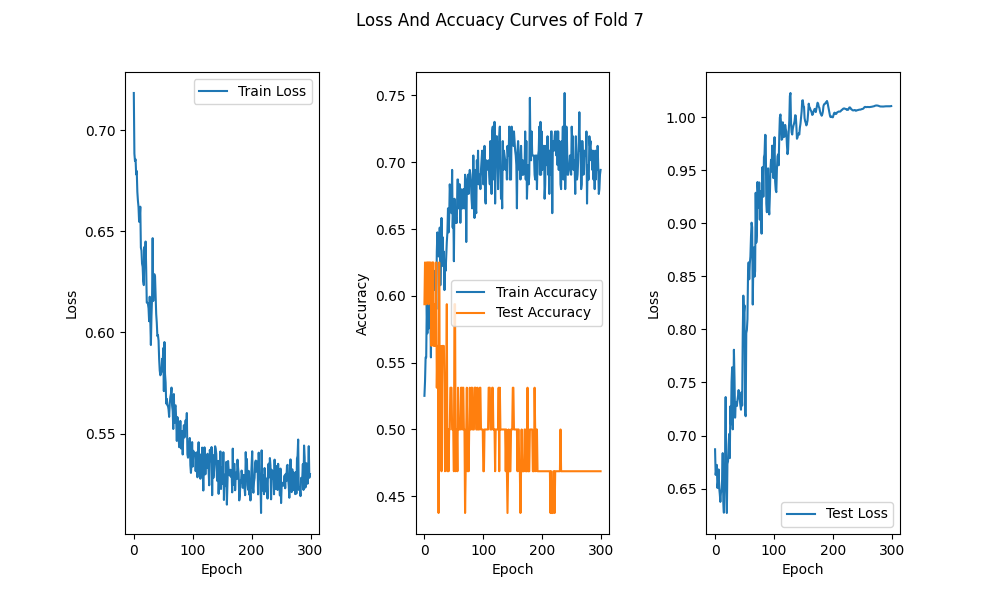 Loss And Accuacy Curves of Fold 7
Train Loss
0.70
0.65
0.60
0.55
Loss
0 100 200 300
Epoch
0.75
0.70
0.65
0.60
0.55
0.50
0.45
Accuracy
Train Accuracy
Test Accuracy
0 100 200 300
Epoch
1.00
0.95
0.90
0.85
0.80
0.75
0.70
0.65
Loss
Test Loss
0 100 200 300
Epoch